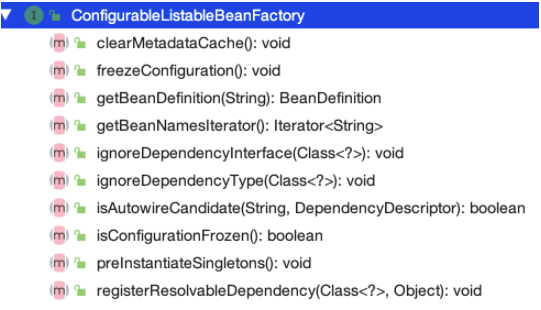 I ConfigurableListableBeanFactory
m clearMetadataCache(): void
m freezeConfiguration(): void
m getBeanDefinition(String): BeanDefinition
m getBeanNamesIterator(): Iterator<String>
m ignoreDependencyInterface(Class<?>): void
m ignoreDependencyType(Class<?>): void
m isAutowireCandidate(String, DependencyDescriptor): boolean
m isConfigurationFrozen(): boolean
m preInstantiateSingletons(): void
m registerResolvableDependency(Class<?>, Object): void